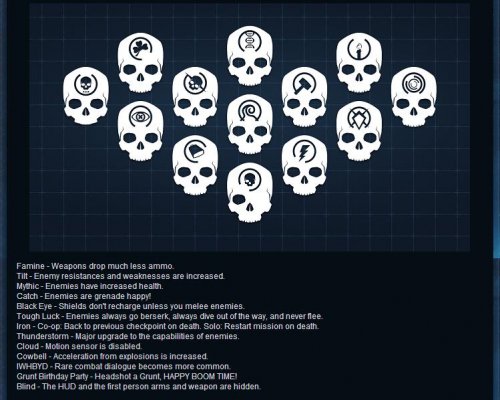 Famine - Weapons drop much less ammo.
Tilt - Enemy resistances and weaknesses are increased.
Mythic - Enemies have increased health.
Catch - Enemies are grenade happy!
Black Eye - Shields don't recharge unless you melee enemies.
Tough Luck - Enemies always go berserk, always dive out of the way, and never flee.
Iron - Co-op: Back to previous checkpoint on death. Solo: Restart mission on death.
Thunderstorm - Major upgrade to the capabilities of enemies.
Cloud - Motion sensor is disabled.
Cowbell - Acceleration from explosions is increased.
IWHBYD - Rare combat dialogue becomes more common.
Grunt Birthday Party - Headshot a Grunt, HAPPY BOOM TIME!
Blind - The HUD and the first person arms and weapon are hidden.